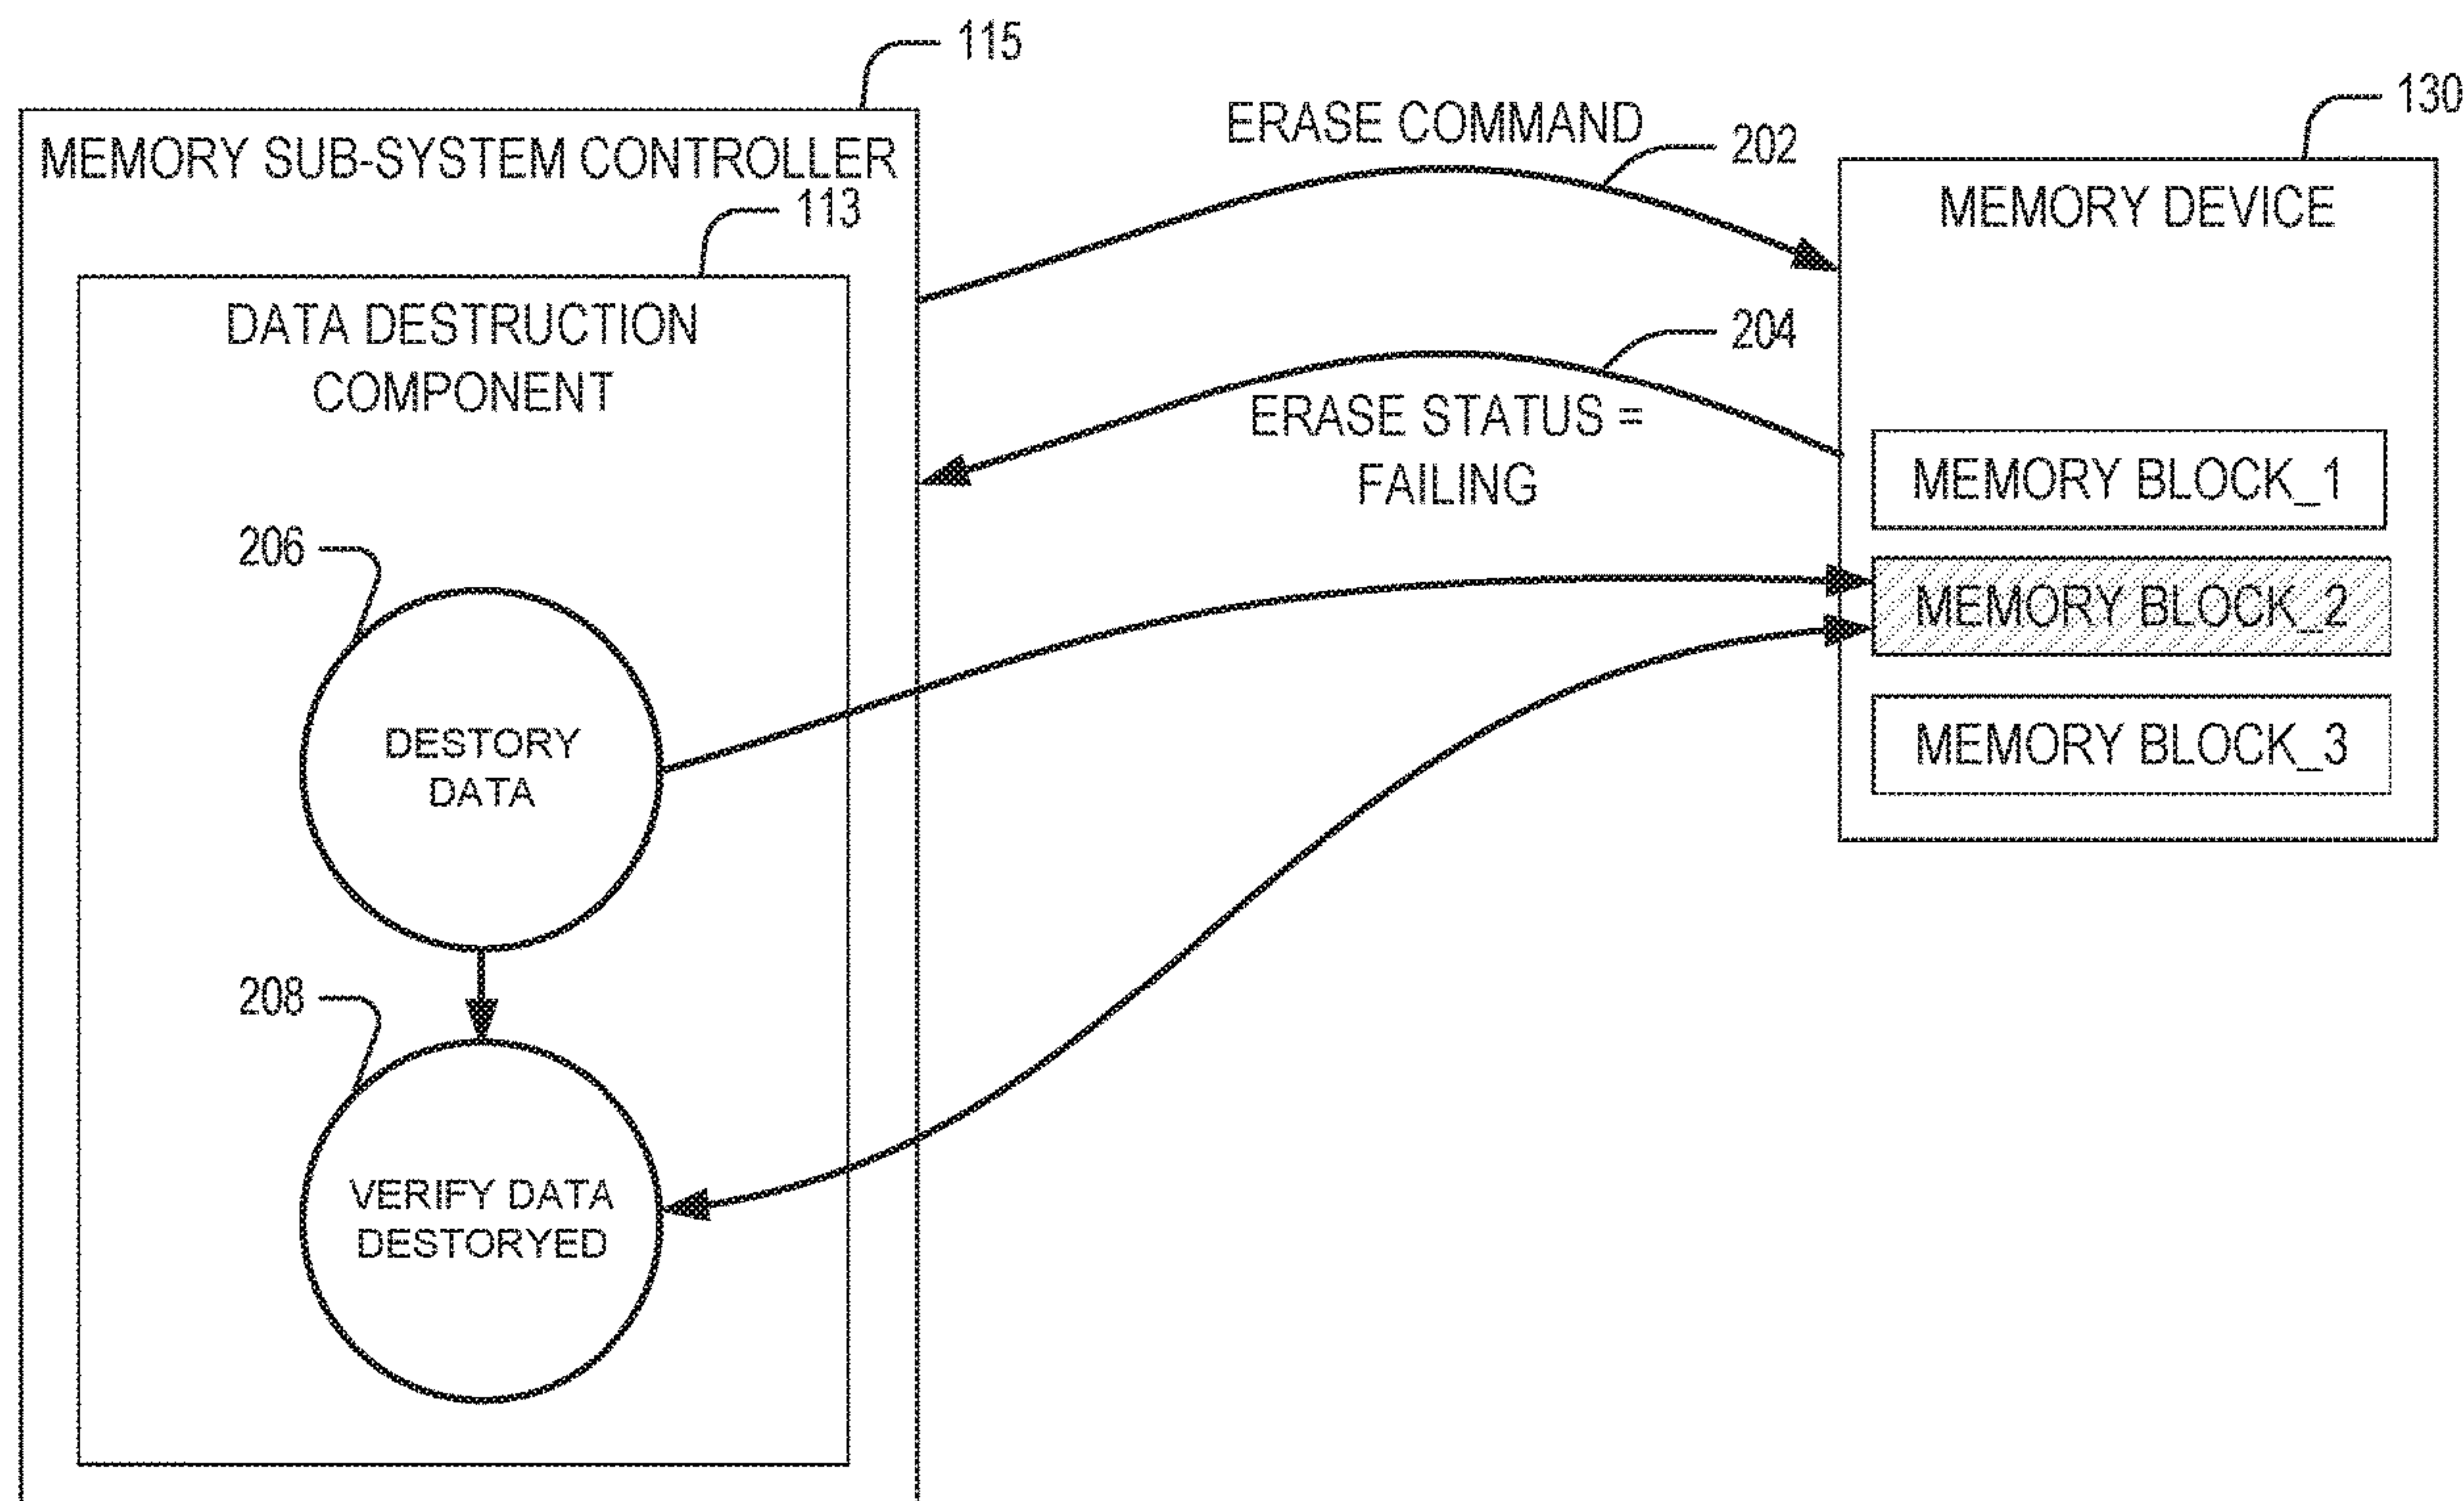 115
MEMORY SUB-SYSTEM CONTROLLER
113
DATA DESTRUCTION
COMPONENT
206
DESTORY
DATA
208
VERIFY DATA
DESTORYED
ERASE COMMAND
202
204
ERASE STATUS =
FAILING
130
MEMORY DEVICE
MEMORY BLOCK_1
MEMORY BLOCK_2
MEMORY BLOCK_3